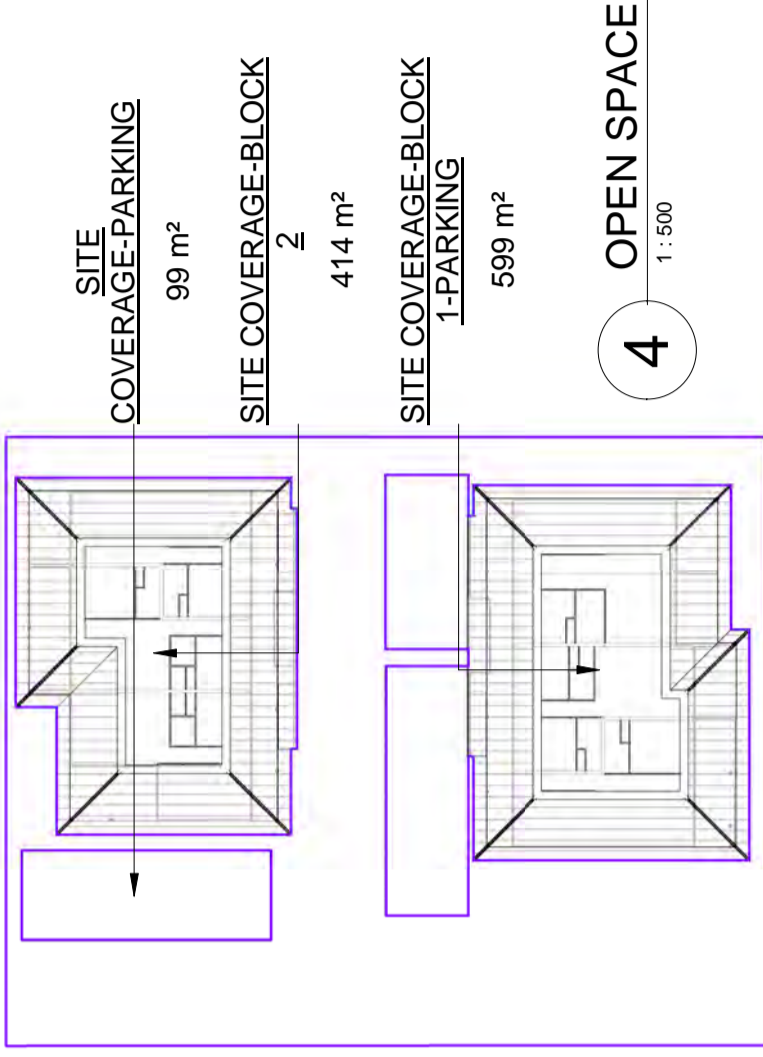 SITE
COVERAGE-PARKING
99 m²
SITE COVERAGE-BLOCK
2
414 m²
SITE COVERAGE-BLOCK
1-PARKING
599 m²
4
OPEN SPACE
1 : 500